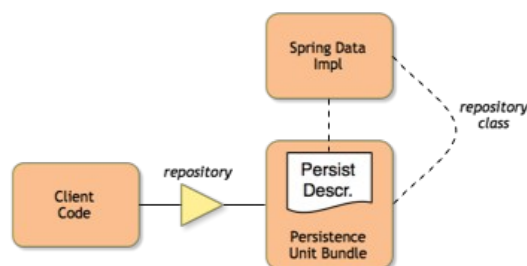 Spring Data
Impl
repository
class
repository
Persist
Descr.
Client
Code
Persistence
Unit Bundle